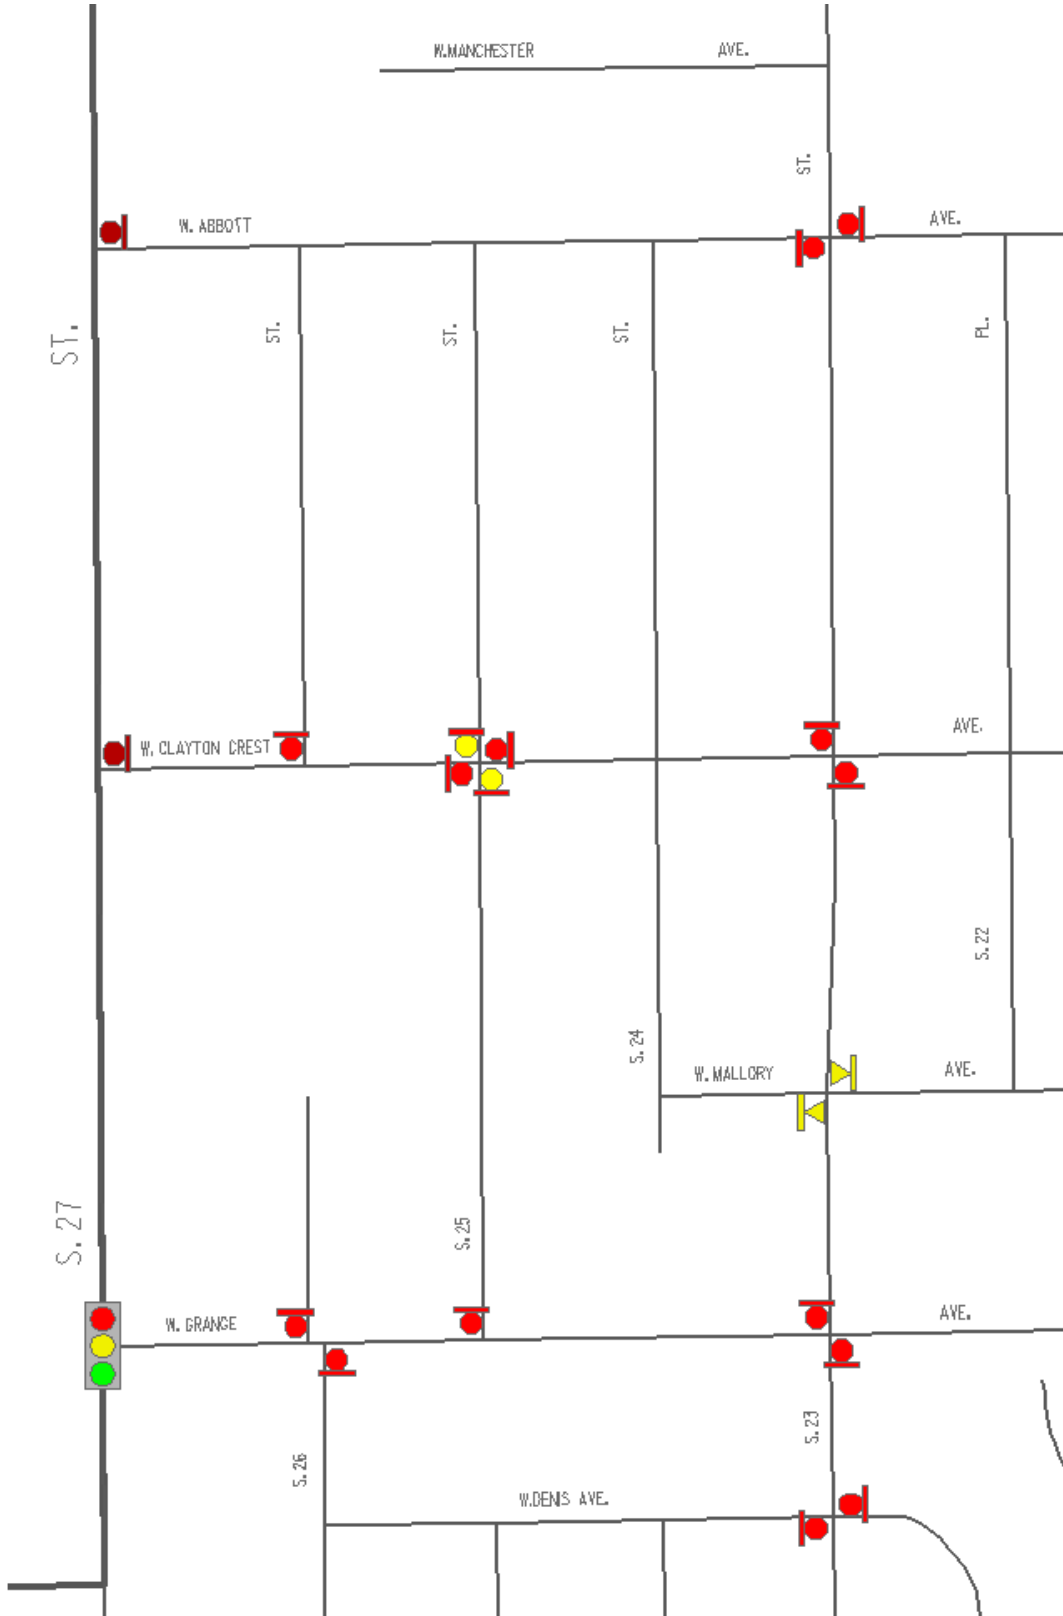 W.MANCHESTER AVE.
ST.
W. ABBOTT AVE.
ST.
ST.
ST.
ST.
PL.
W. CLAYTON CREST AVE.
S.22
S.24
W. MALLORY AVE.
S.27
S.25
W. GRANGE AVE.
S.23
S.26
W.DENIS AVE.